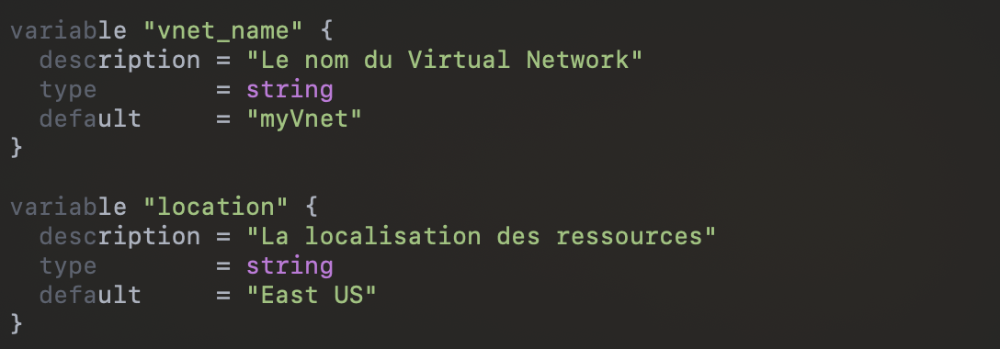 variable "vnet_name" {
  description = "Le nom du Virtual Network"
  type        = string
  default     = "myVnet"
}

variable "location" {
  description = "La localisation des ressources"
  type        = string
  default     = "East US"
}